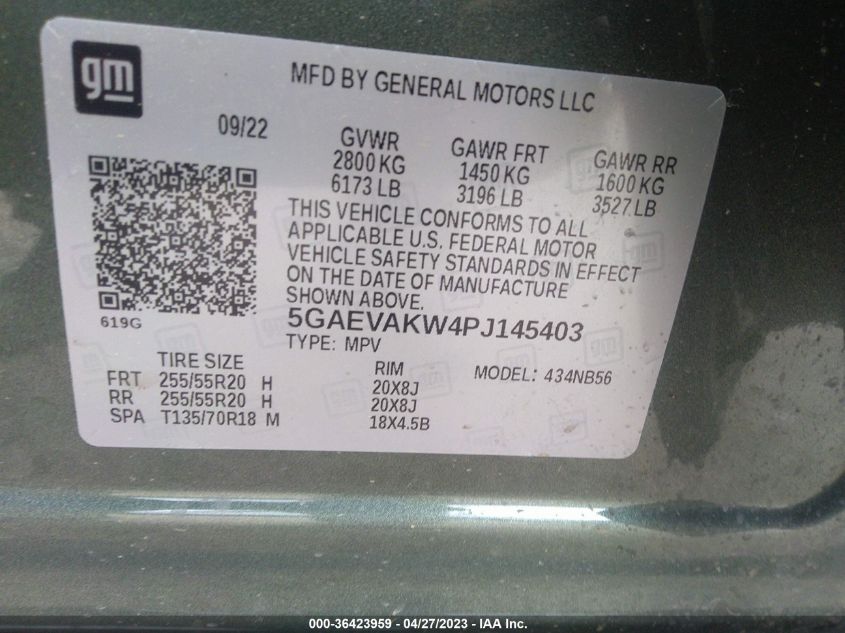 gm
MFD BY GENERAL MOTORS LLC
09/22
GVWR
2800 KG
6173 LB
GAWR FRT
1450 KG
3196 LB
GAWR RR
1600 KG
3527 LB
THIS VEHICLE CONFORMS TO ALL
APPLICABLE U.S. FEDERAL MOTOR
VEHICLE SAFETY STANDARDS IN EFFECT
ON THE DATE OF MANUFACTURE
SHOWN ABOVE.
619G
5GAEVAKW4PJ145403
TYPE: MPV
MODEL: 434NB56
TIRE SIZE
RIM
FRT 255/55R20 H 20X8J
RR 255/55R20 H 20X8J
SPA T135/70R18 M 18X4.5B
000-36423959 - 04/27/2023 - IAA Inc.